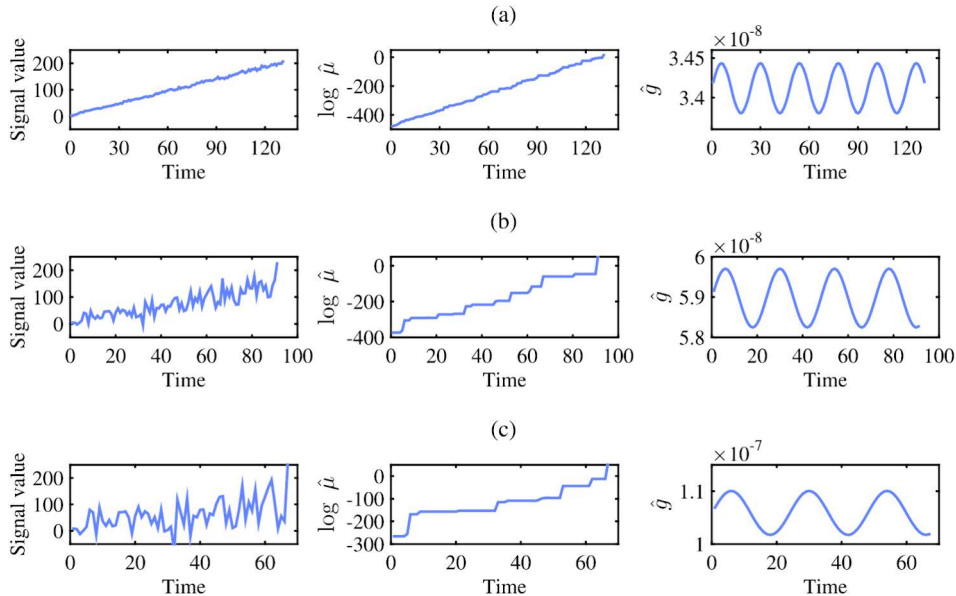 (a)
Signal value
200
100
0
0 30 60 90 120
Time
log μ̂
0
-200
-400
0 30 60 90 120
Time
×10⁻⁸
ĝ
3.45
3.4
0 30 60 90 120
Time
(b)
Signal value
200
100
0
0 20 40 60 80 100
Time
log μ̂
0
-200
-400
0 20 40 60 80 100
Time
×10⁻⁸
ĝ
6
5.9
5.8
0 20 40 60 80 100
Time
(c)
Signal value
200
100
0
0 20 40 60
Time
log μ̂
0
-100
-200
-300
0 20 40 60
Time
×10⁻⁷
ĝ
1.1
1
0 20 40 60
Time